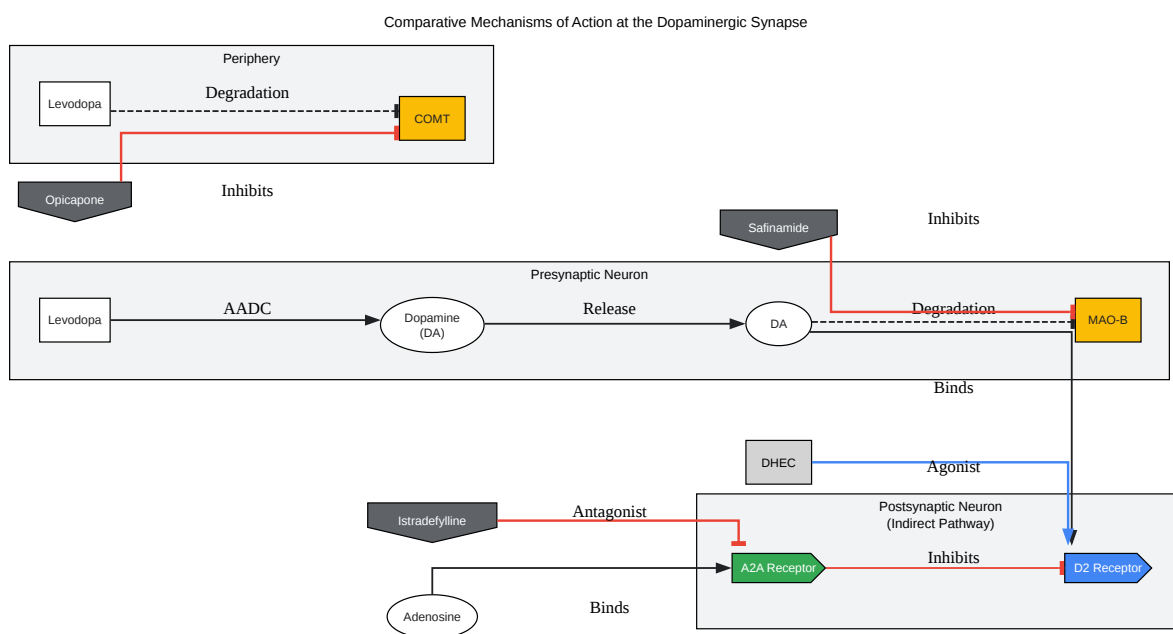 Comparative Mechanisms of Action at the Dopaminergic Synapse
Periphery
Levodopa
Degradation
COMT
Opicapone
Inhibits
Safinamide
Inhibits
Presynaptic Neuron
Levodopa
AADC
Dopamine
(DA)
Release
DA
Degradation
MAO-B
Binds
DHEC
Agonist
Istradefylline
Antagonist
Postsynaptic Neuron
(Indirect Pathway)
A2A Receptor
Inhibits
D2 Receptor
Adenosine
Binds